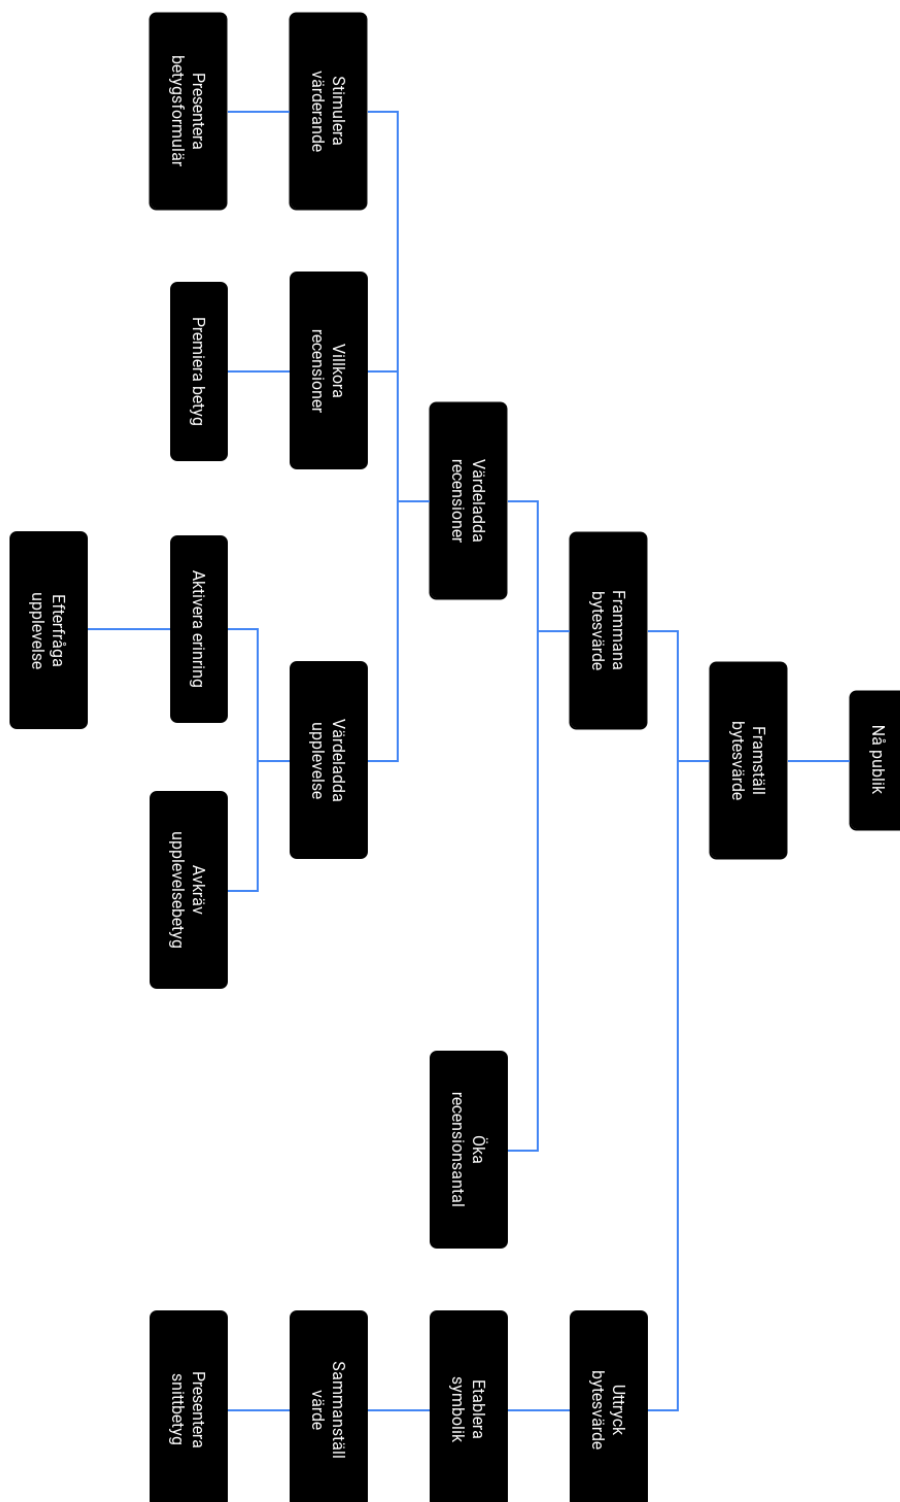 Nå publik
Framställ
bytesvärde
Frammana
bytesvärde
Uttryck
bytesvärde
Värdeladda
recensioner
Öka
recensionsantal
Etablera
symbolik
Stimulera
värderande
Villkora
recensioner
Värdeladda
upplevelse
Sammanställ
värde
Presentera
betygsformulär
Premiera betyg
Aktivera erinring
Avkräv
upplevelsebetyg
Presentera
snittbetyg
Efterfråga
upplevelse